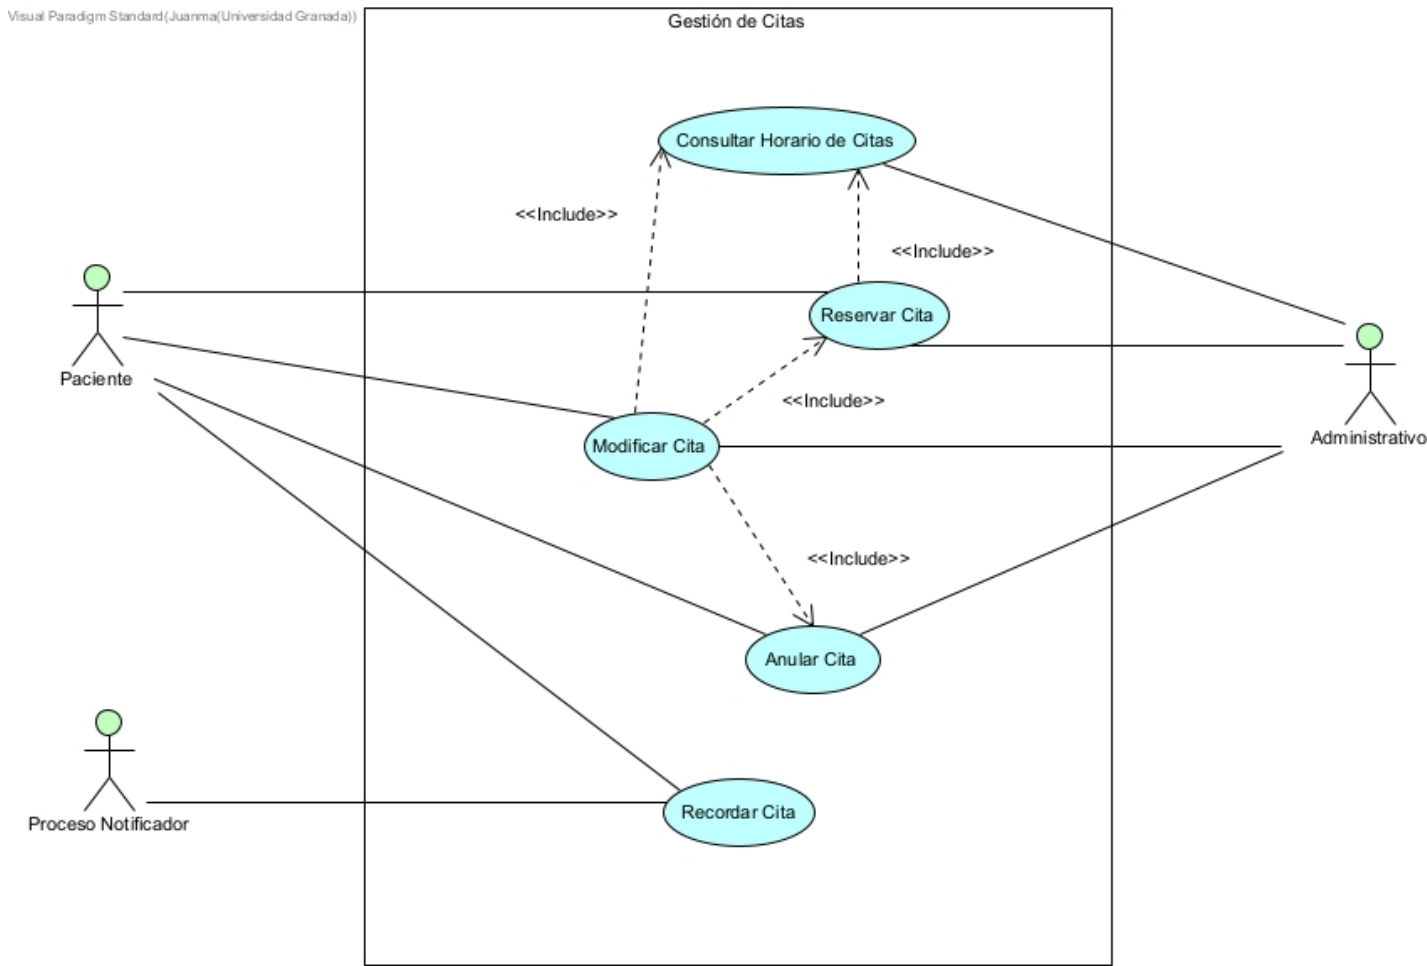 Visual Paradigm Standard(Juanma(Universidad Granada))
Gestión de Citas
Consultar Horario de Citas
<<Include>>
<<Include>>
Reservar Cita
Paciente
<<Include>>
Administrativo
Modificar Cita
<<Include>>
Anular Cita
Recordar Cita
Proceso Notificador